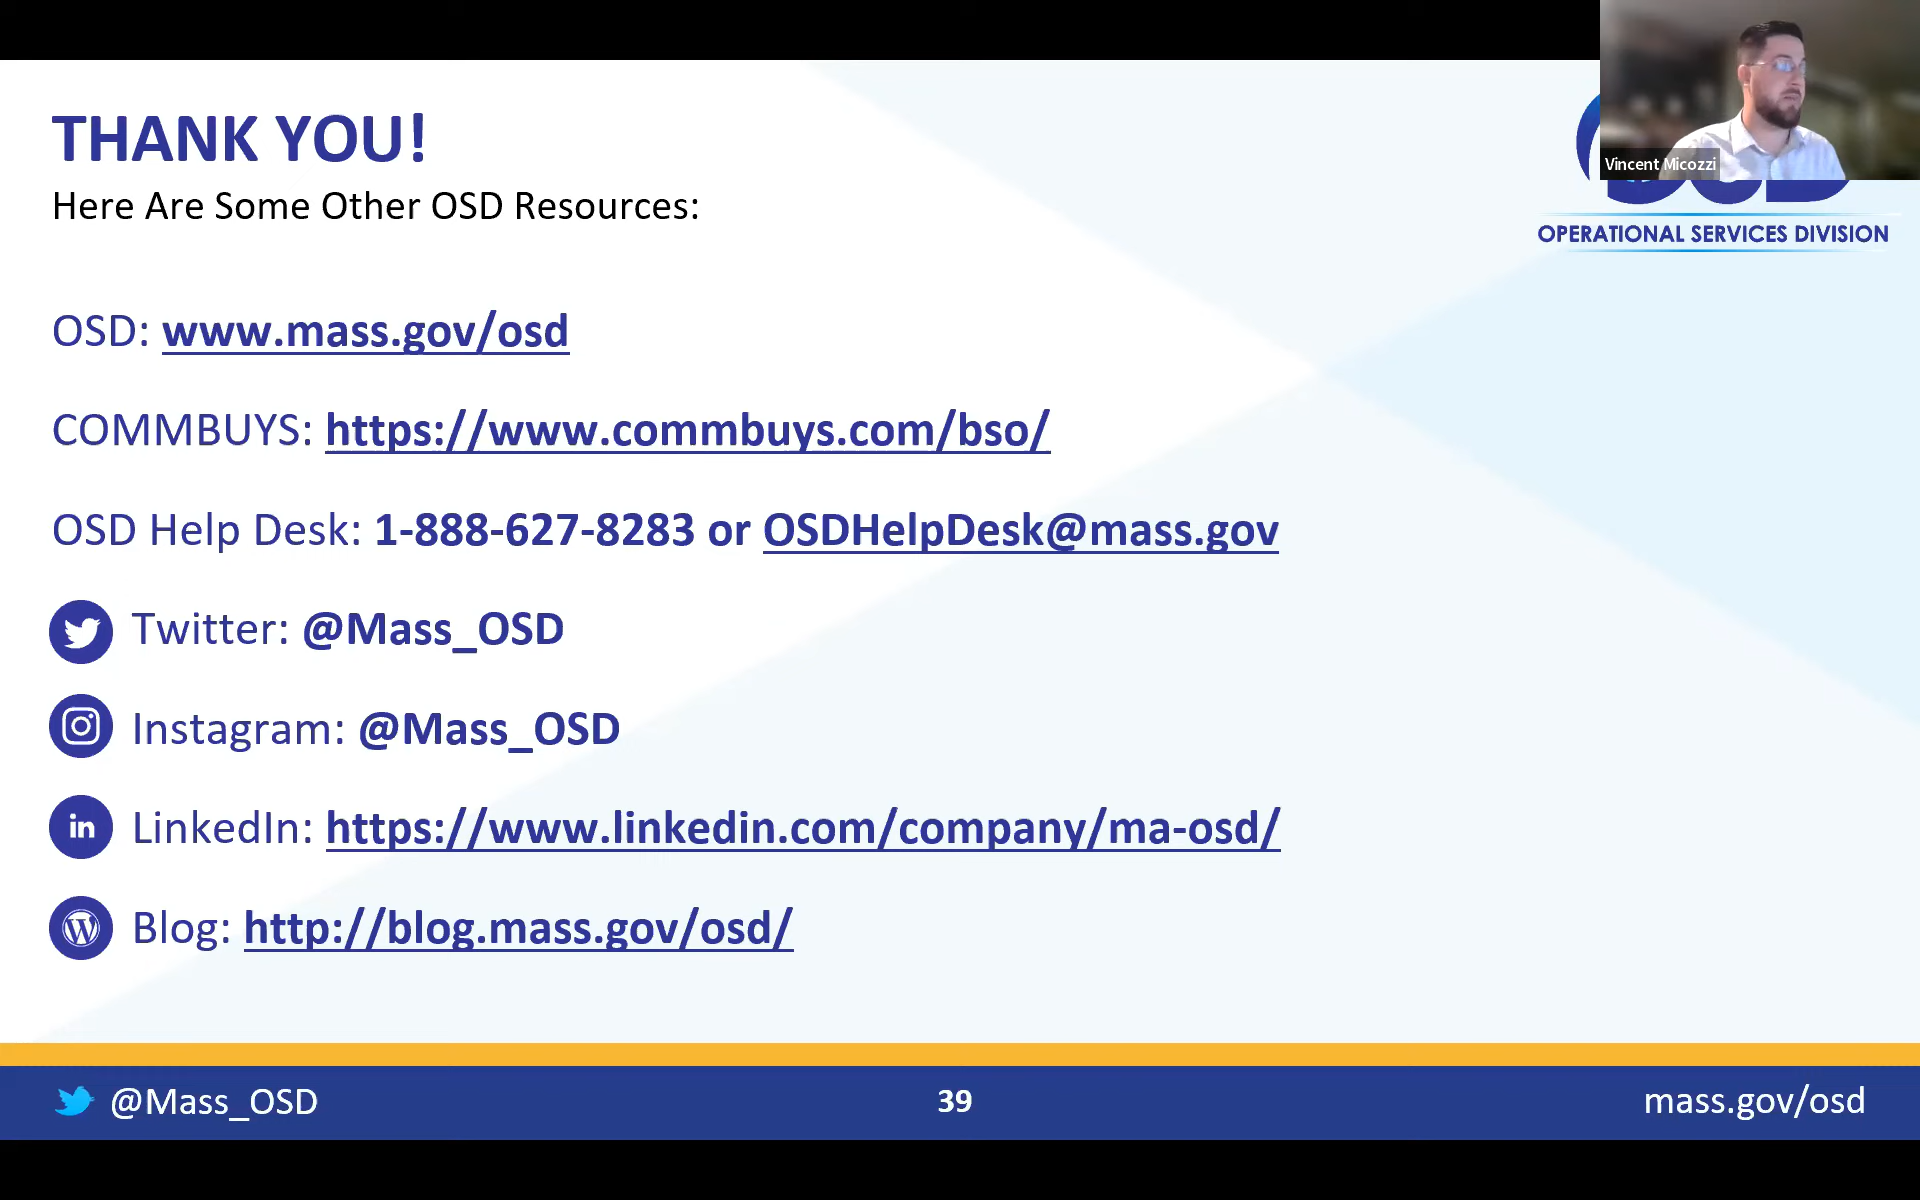 THANK YOU!
Here Are Some Other OSD Resources:
Vincent Micozzi
OPERATIONAL SERVICES DIVISION
OSD: www.mass.gov/osd
COMMBUYS: https://www.commbuys.com/bso/
OSD Help Desk: 1-888-627-8283 or OSDHelpDesk@mass.gov
Twitter: @Mass_OSD
Instagram: @Mass_OSD
in LinkedIn: https://www.linkedin.com/company/ma-osd/
Blog: http://blog.mass.gov/osd/
@Mass_OSD
39
mass.gov/osd